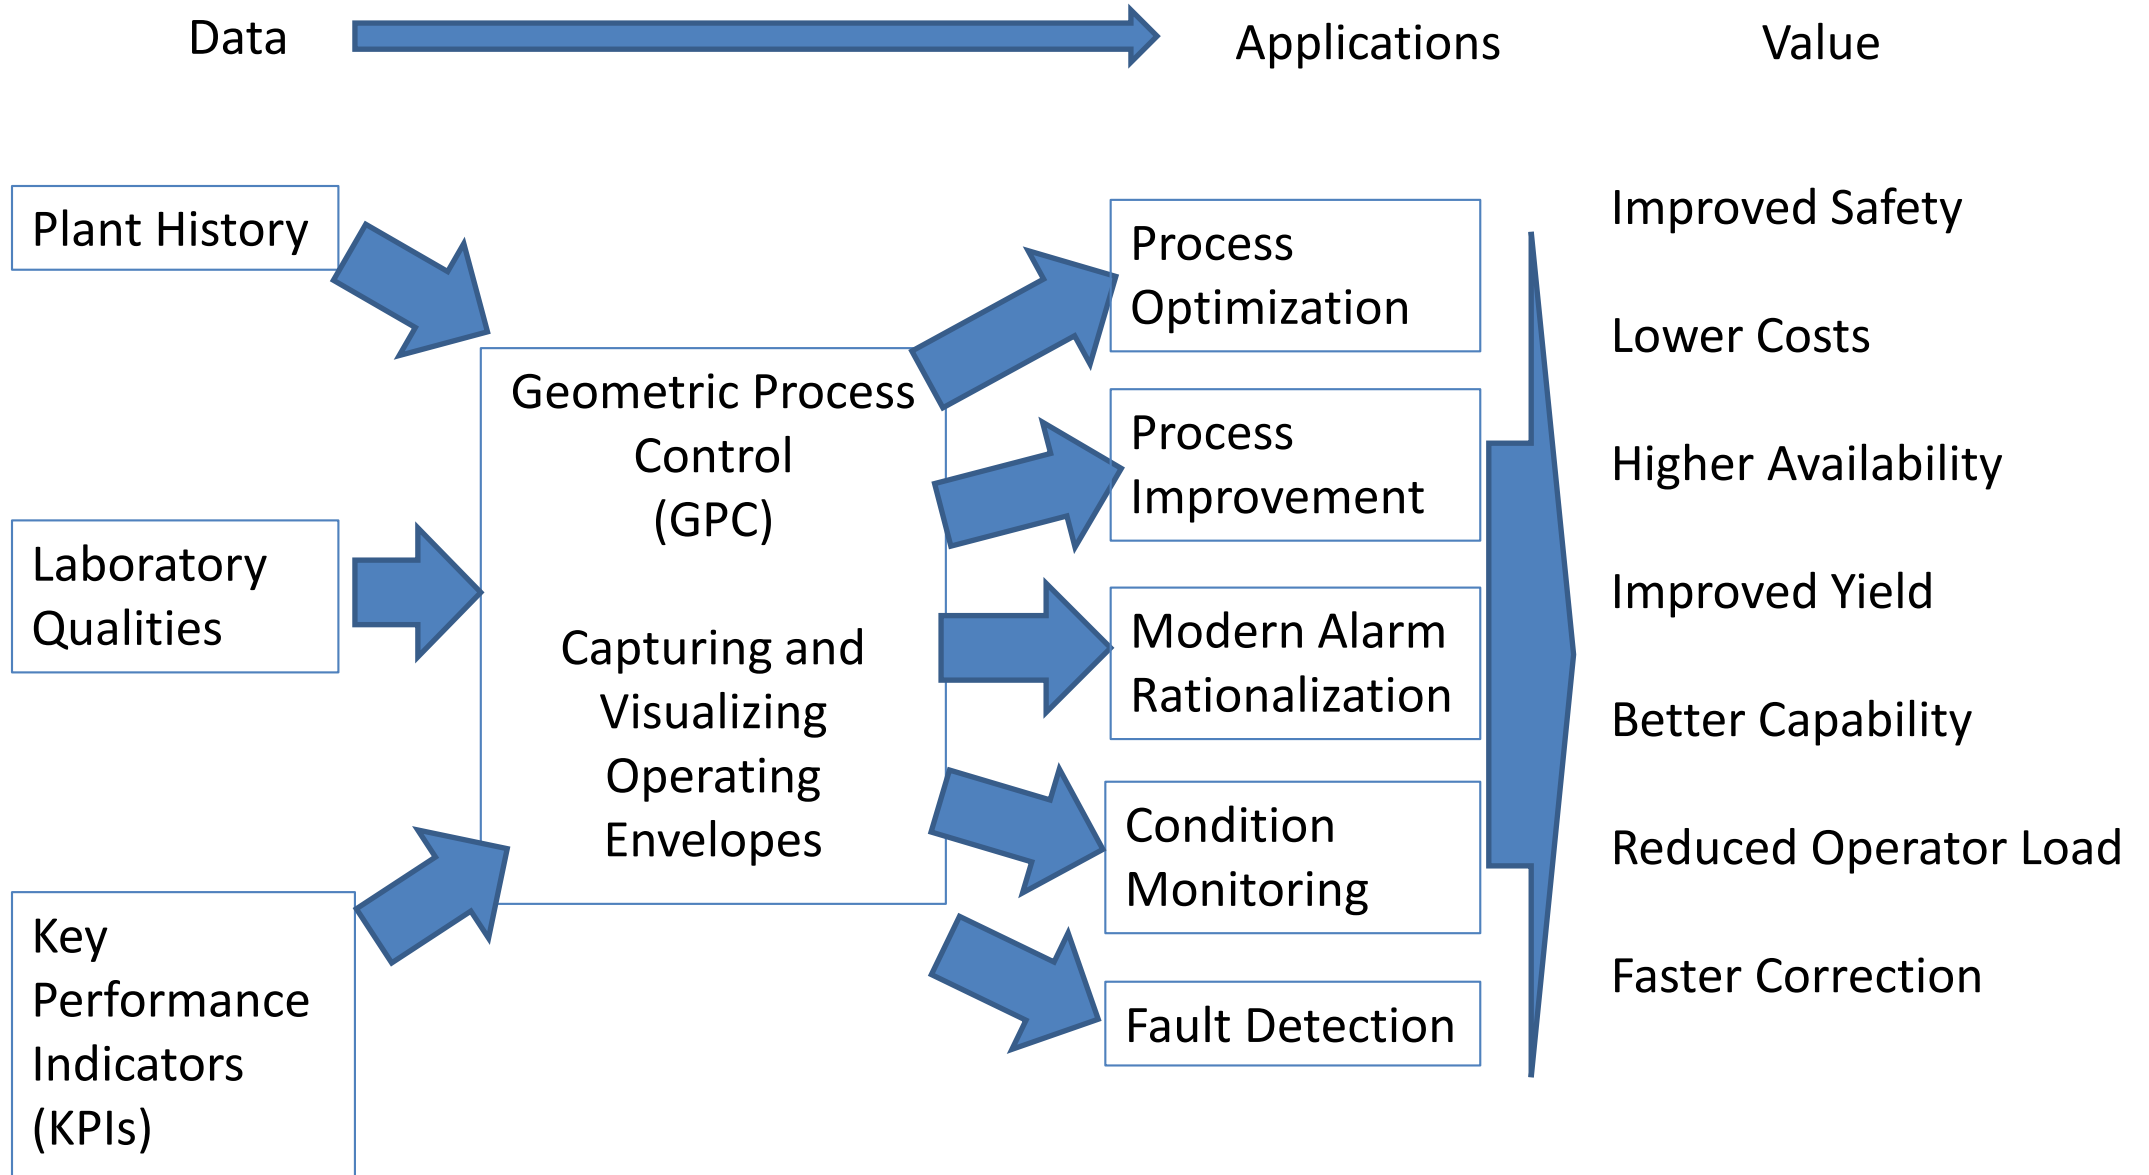 Data
Applications
Value
Plant History
Laboratory
Qualities
Key
Performance
Indicators
(KPIs)
Geometric Process
Control
(GPC)
Capturing and
Visualizing
Operating
Envelopes
Process
Optimization
Process
Improvement
Modern Alarm
Rationalization
Condition
Monitoring
Fault Detection
Improved Safety
Lower Costs
Higher Availability
Improved Yield
Better Capability
Reduced Operator Load
Faster Correction